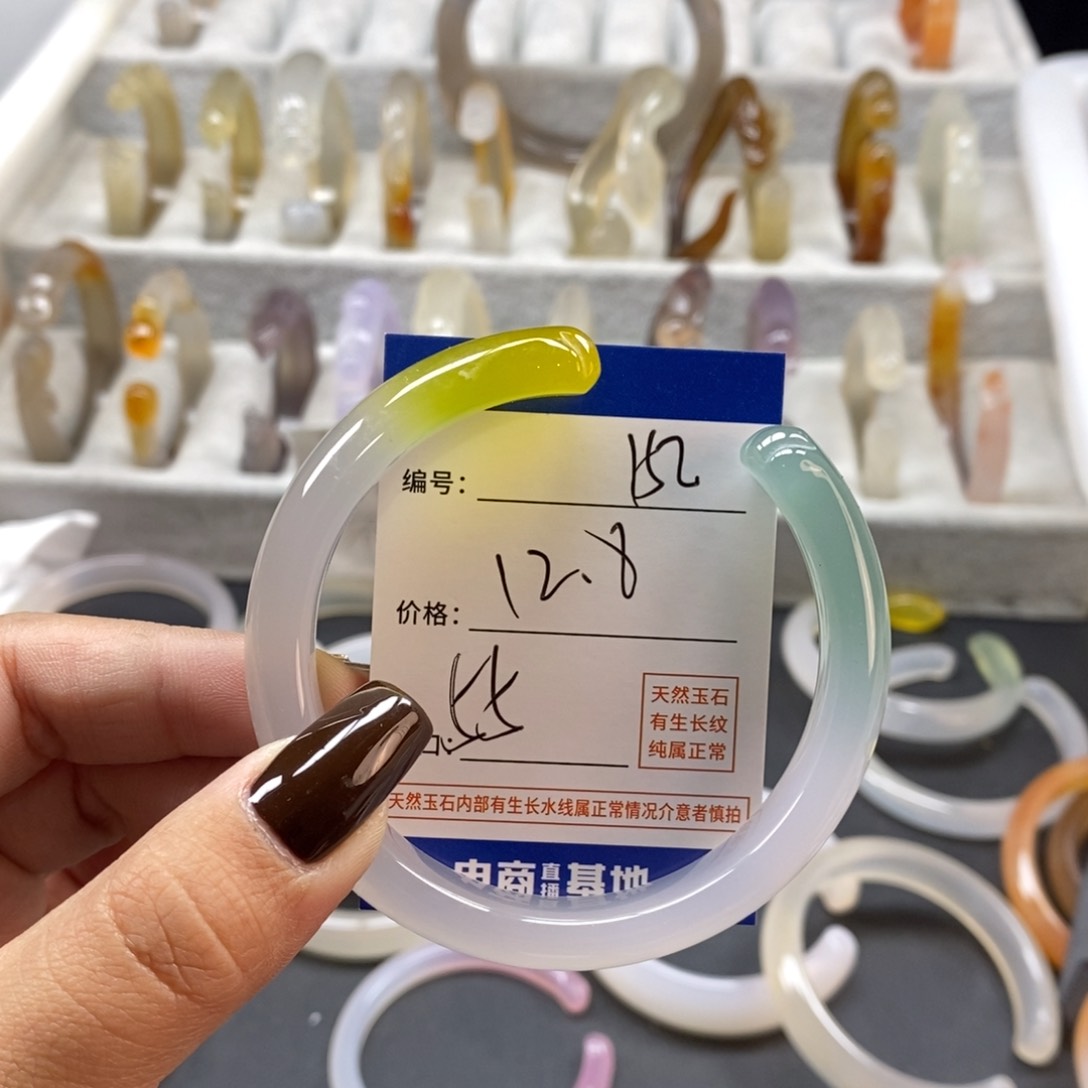 编号：152
12.8
价格：
天然玉石
有生长纹
纯属正常
天然玉石内部有生长水线属正常情况介意者慎拍
电商直播基地